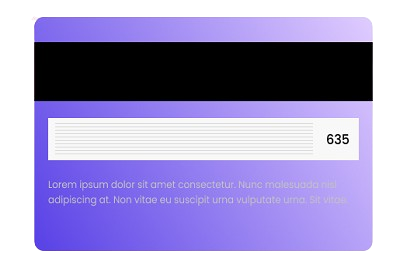 635
Lorem ipsum dolor sit amet consectetur. Nunc malesuada nisl
adipiscing at. Non vitae eu suscipit urna vulputate urna. Sit vitae